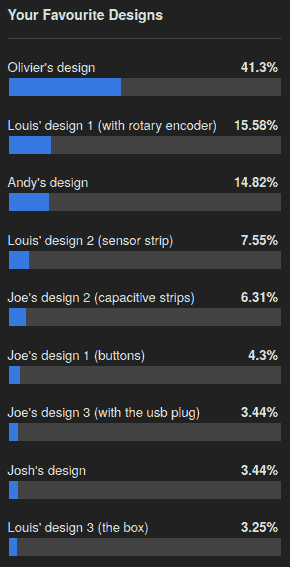 Your Favourite Designs
Olivier's design 41.3%
Louis' design 1 (with rotary encoder) 15.58%
Andy's design 14.82%
Louis' design 2 (sensor strip) 7.55%
Joe's design 2 (capacitive strips) 6.31%
Joe's design 1 (buttons) 4.3%
Joe's design 3 (with the usb plug) 3.44%
Josh's design 3.44%
Louis' design 3 (the box) 3.25%